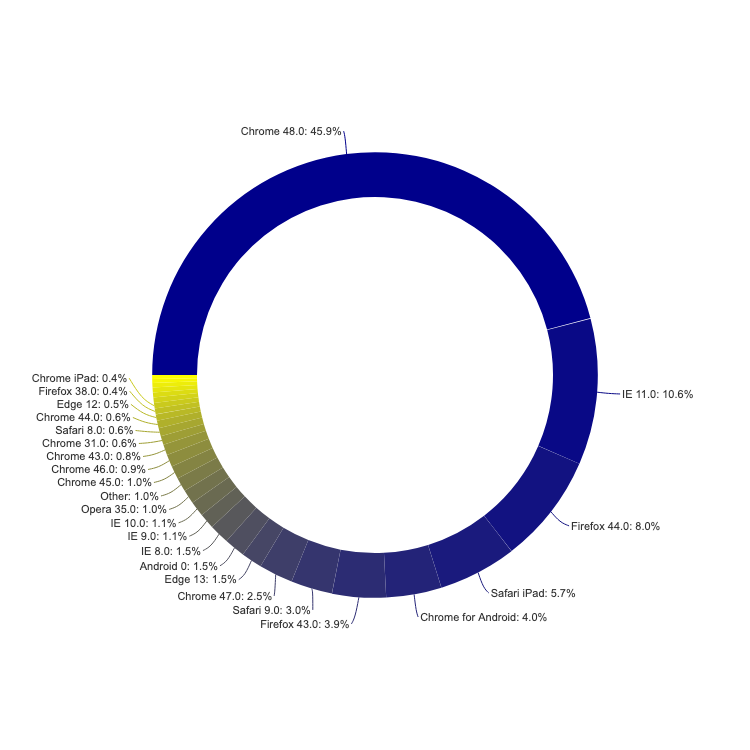 Chrome 48.0: 45.9%
IE 11.0: 10.6%
Firefox 44.0: 8.0%
Safari iPad: 5.7%
Chrome for Android: 4.0%
Firefox 43.0: 3.9%
Safari 9.0: 3.0%
Chrome 47.0: 2.5%
Edge 13: 1.5%
Android 0: 1.5%
IE 8.0: 1.5%
IE 9.0: 1.1%
IE 10.0: 1.1%
Opera 35.0: 1.0%
Other: 1.0%
Chrome 45.0: 1.0%
Chrome 46.0: 0.9%
Chrome 43.0: 0.8%
Chrome 31.0: 0.6%
Safari 8.0: 0.6%
Chrome 44.0: 0.6%
Edge 12: 0.5%
Firefox 38.0: 0.4%
Chrome iPad: 0.4%